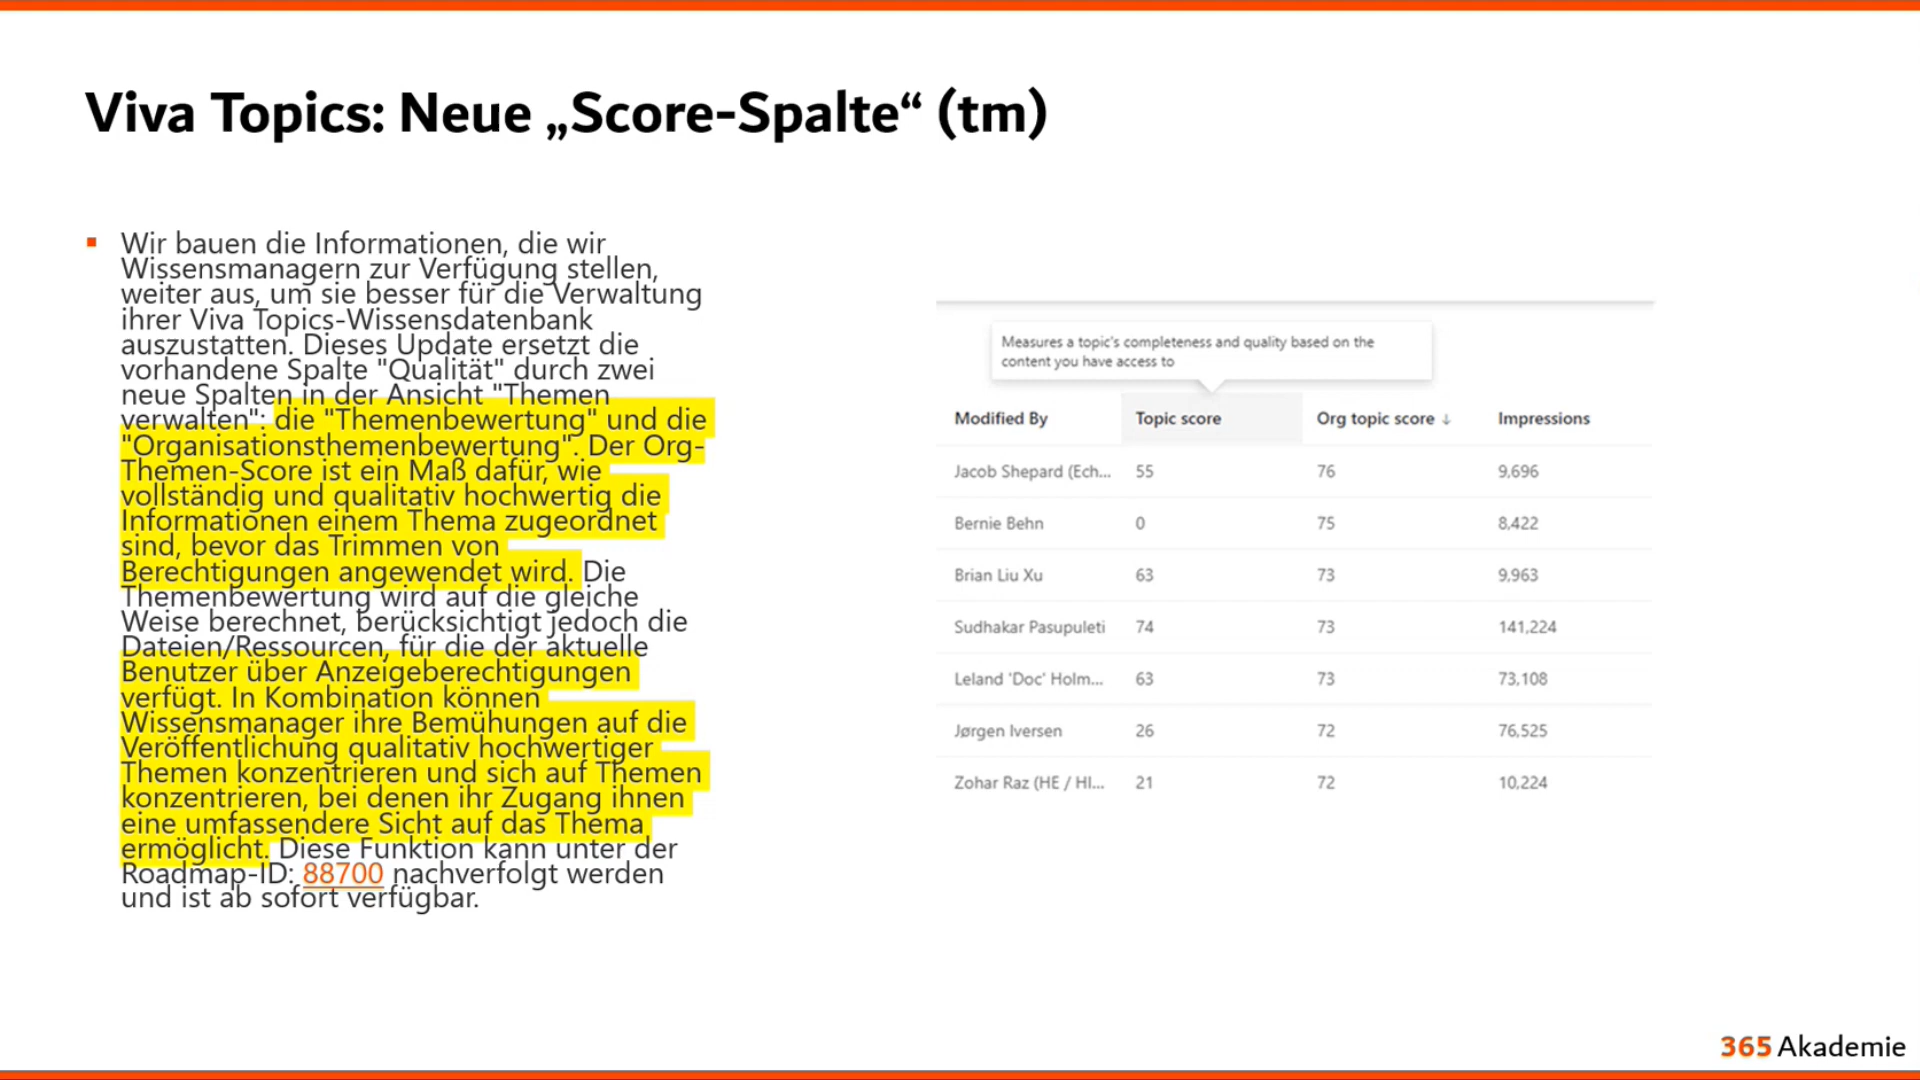 Viva Topics: Neue „Score-Spalte“ (tm)
Wir bauen die Informationen, die wir
Wissensmanagern zur Verfügung stellen,
weiter aus, um sie besser für die Verwaltung
ihrer Viva Topics-Wissensdatenbank
auszustatten. Dieses Update ersetzt die
vorhandene Spalte "Qualität" durch zwei
neue Spalten in der Ansicht "Themen
verwalten": die "Themenbewertung" und die
"Organisationsthemenbewertung". Der Org-
Themen-Score ist ein Maß dafür, wie
vollständig und qualitativ hochwertig die
Informationen einem Thema zugeordnet
sind, bevor das Trimmen von
Berechtigungen angewendet wird. Die
Themenbewertung wird auf die gleiche
Weise berechnet, berücksichtigt jedoch die
Dateien/Ressourcen, für die der aktuelle
Benutzer über Anzeigeberechtigungen
verfügt. In Kombination können
Wissensmanager ihre Bemühungen auf die
Veröffentlichung qualitativ hochwertiger
Themen konzentrieren und sich auf Themen
konzentrieren, bei denen ihr Zugang ihnen
eine umfassendere Sicht auf das Thema
ermöglicht. Diese Funktion kann unter der
Roadmap-ID: 88700 nachverfolgt werden
und ist ab sofort verfügbar.
Measures a topic's completeness and quality based on the
content you have access to
Modified By Topic score Org topic score ↓ Impressions
Jacob Shepard (Ech... 55 76 9,696
Bernie Behn 0 75 8,422
Brian Liu Xu 63 73 9,963
Sudhakar Pasupuleti 74 73 141,224
Leland 'Doc' Holm... 63 73 73,108
Jørgen Iversen 26 72 76,525
Zohar Raz (HE / HI... 21 72 10,224
365 Akademie